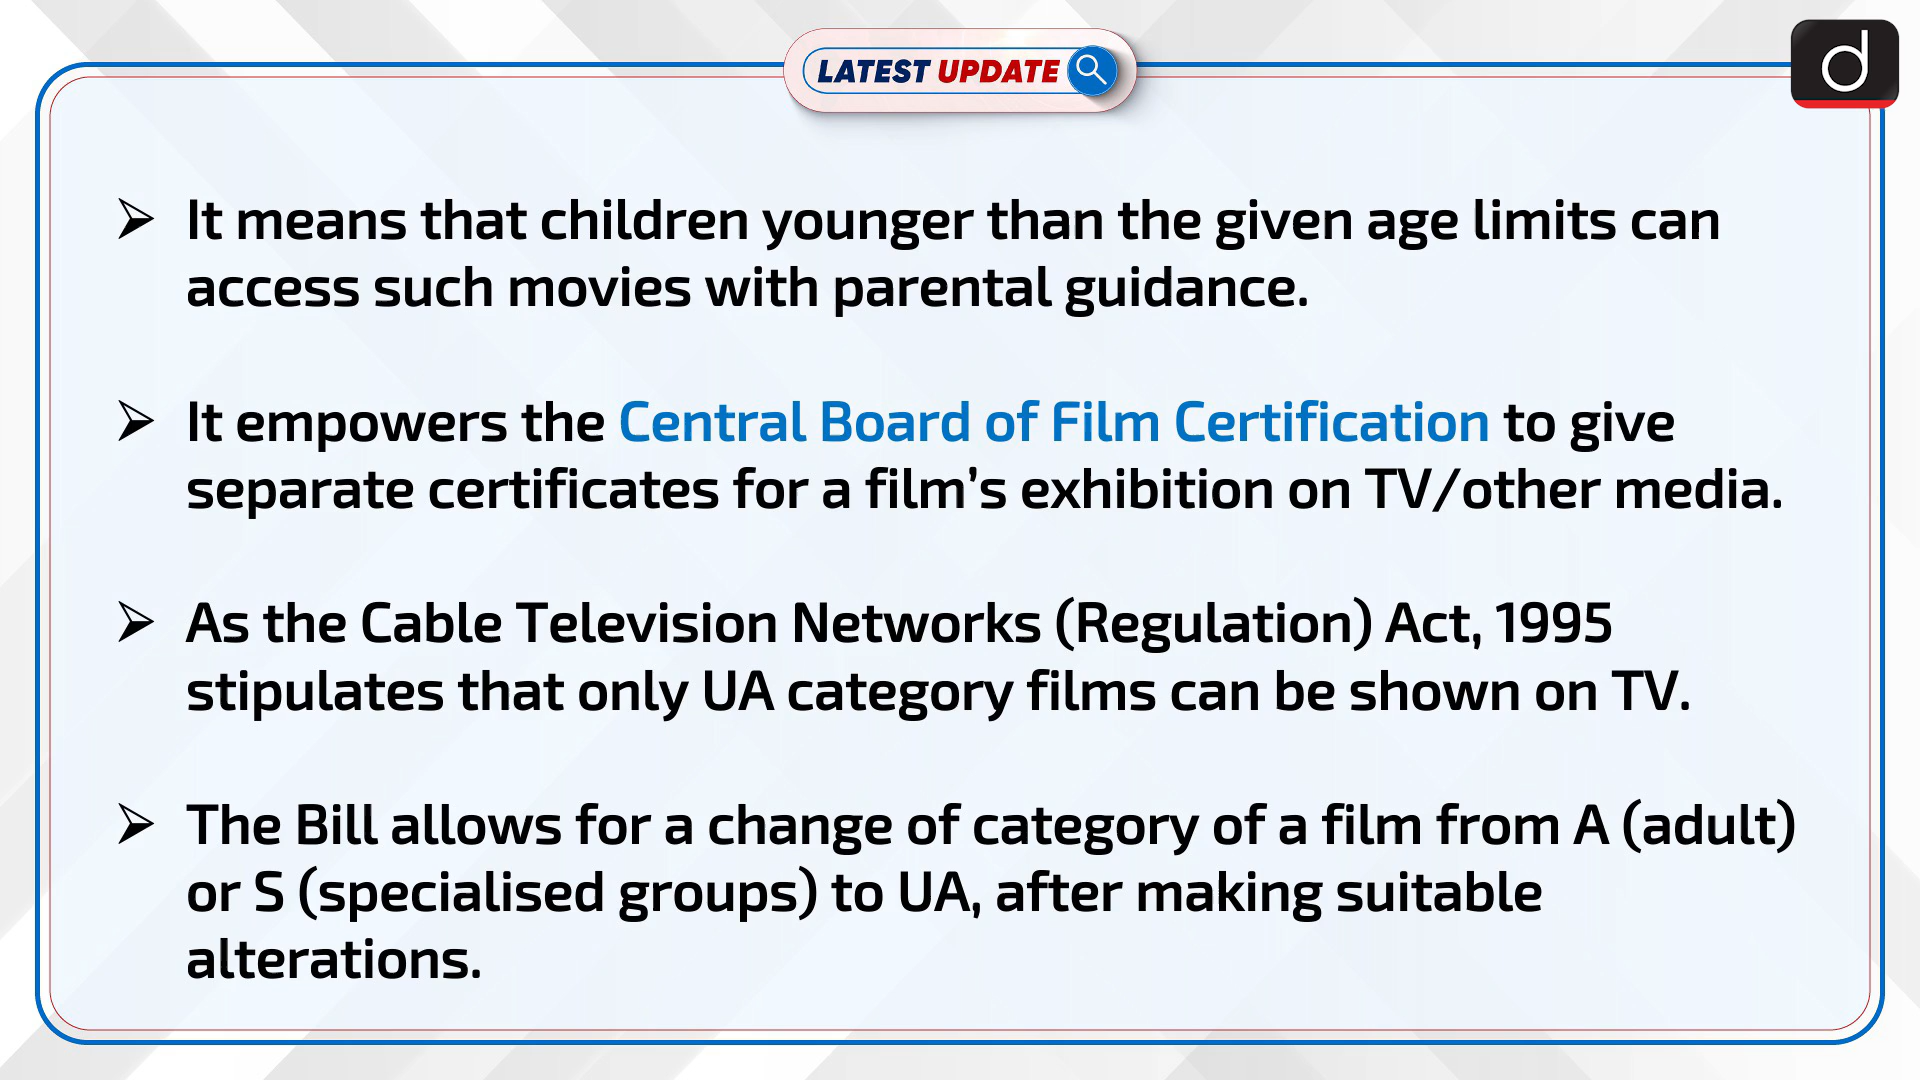 LATEST UPDATE
d
➢ It means that children younger than the given age limits can
access such movies with parental guidance.
➢ It empowers the Central Board of Film Certification to give
separate certificates for a film’s exhibition on TV/other media.
➢ As the Cable Television Networks (Regulation) Act, 1995
stipulates that only UA category films can be shown on TV.
➢ The Bill allows for a change of category of a film from A (adult)
or S (specialised groups) to UA, after making suitable
alterations.